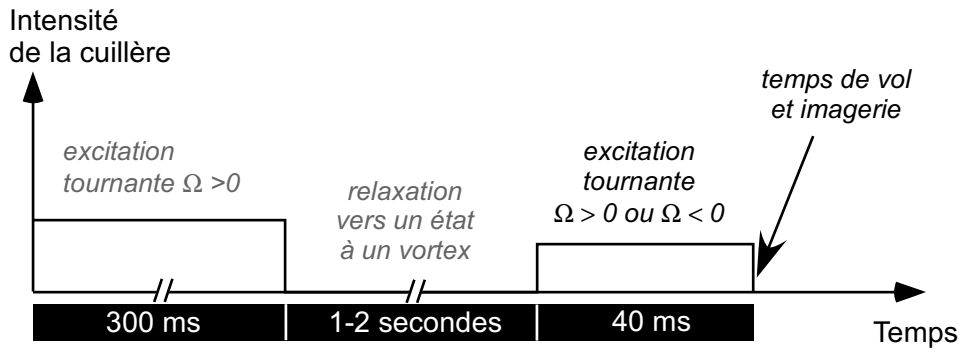 Intensité
de la cuillère
temps de vol
et imagerie
excitation
tournante Ω >0
relaxation
vers un état
à un vortex
excitation
tournante
Ω > 0 ou Ω < 0
300 ms
1-2 secondes
40 ms
Temps